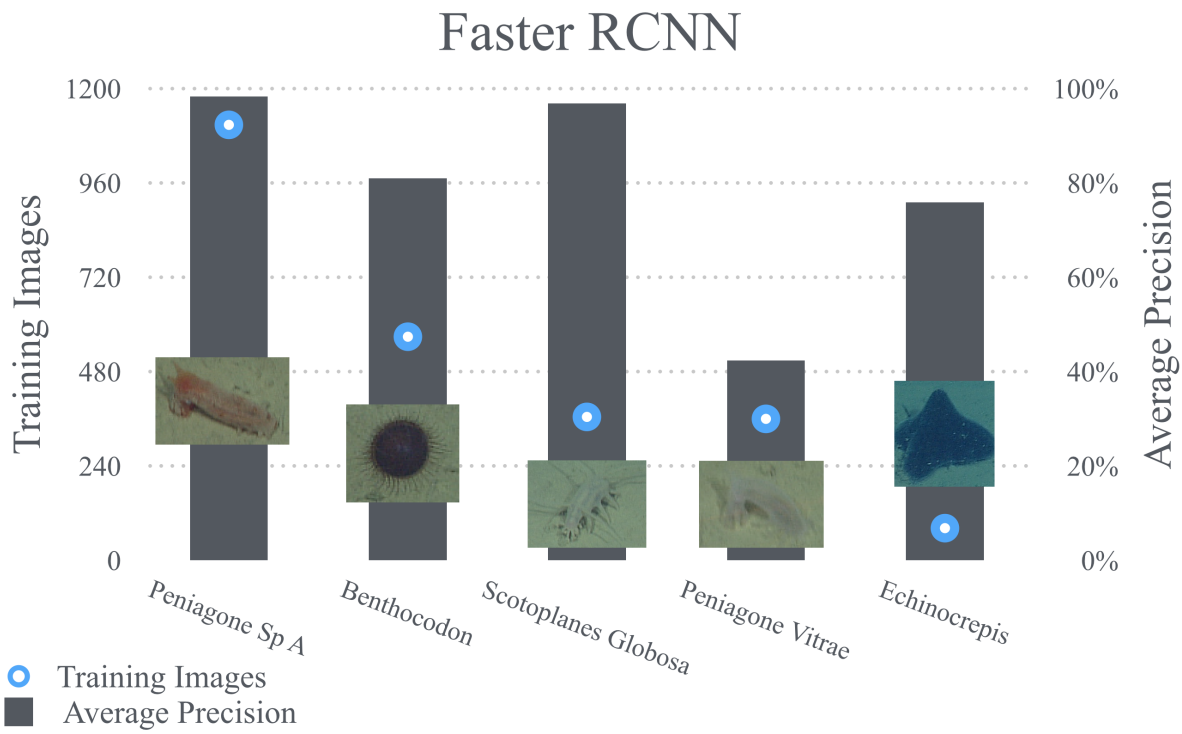 Faster RCNN
Training Images
1200
960
720
480
240
0
100%
80%
60%
40%
20%
0%
Average Precision
Peniagone Sp A
Benthocodon
Scotoplanes Globosa
Peniagone Vitrae
Echinocrepis
Training Images
Average Precision